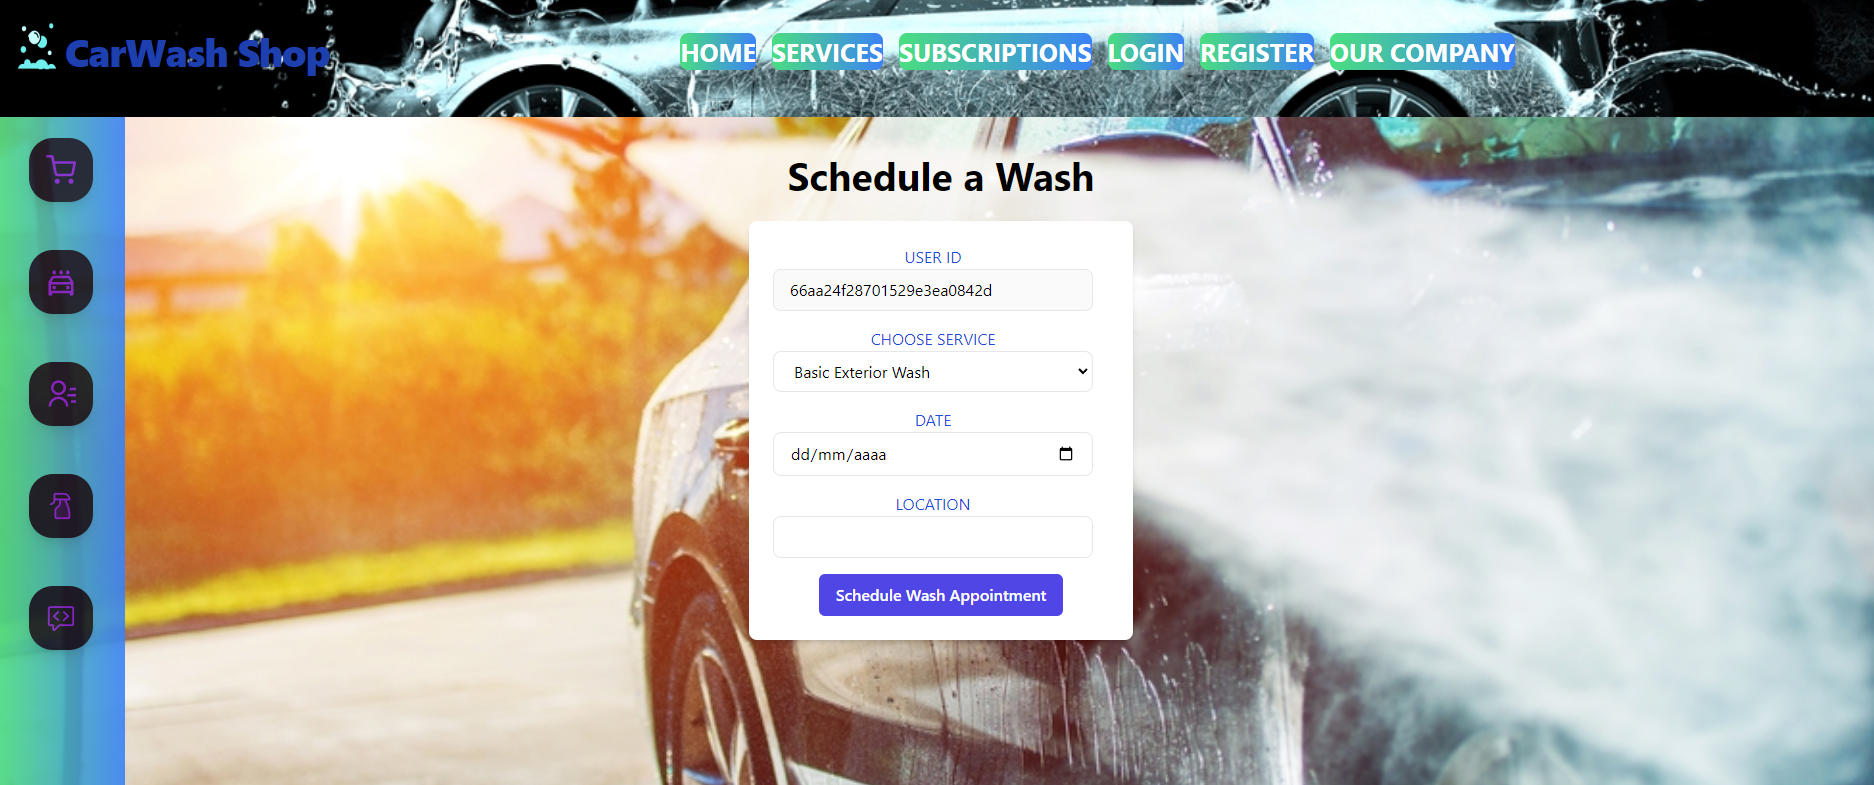 CarWash Shop
HOME SERVICES SUBSCRIPTIONS LOGIN REGISTER OUR COMPANY
Schedule a Wash
USER ID
66aa24f28701529e3ea0842d
CHOOSE SERVICE
Basic Exterior Wash
DATE
dd/mm/aaaa
LOCATION
Schedule Wash Appointment